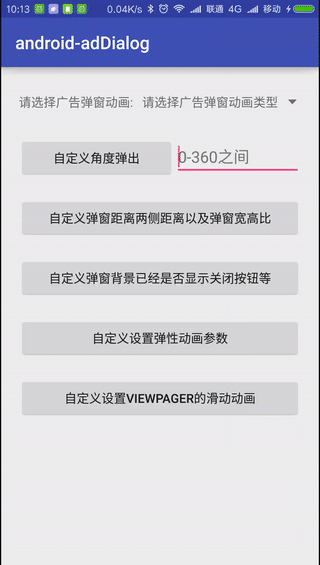 10:13 0.04K/s 联通 4G 移动
android-adDialog
请选择广告弹窗动画: 请选择广告弹窗动画类型
自定义角度弹出 0-360之间
自定义弹窗距离两侧距离以及弹窗宽高比
自定义弹窗背景已经是否显示关闭按钮等
自定义设置弹性动画参数
自定义设置VIEWPAGER的滑动动画